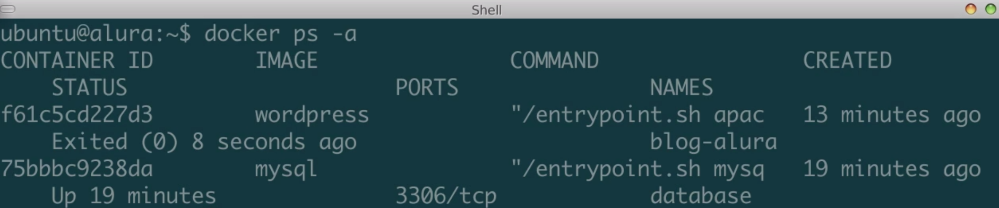 Shell
ubuntu@alura:~$ docker ps -a
CONTAINER ID        IMAGE               COMMAND                CREATED
    STATUS                     PORTS               NAMES
f61c5cd227d3        wordpress           "/entrypoint.sh apac   13 minutes ago
    Exited (0) 8 seconds ago                       blog-alura
75bbbc9238da        mysql               "/entrypoint.sh mysq   19 minutes ago
    Up 19 minutes              3306/tcp            database